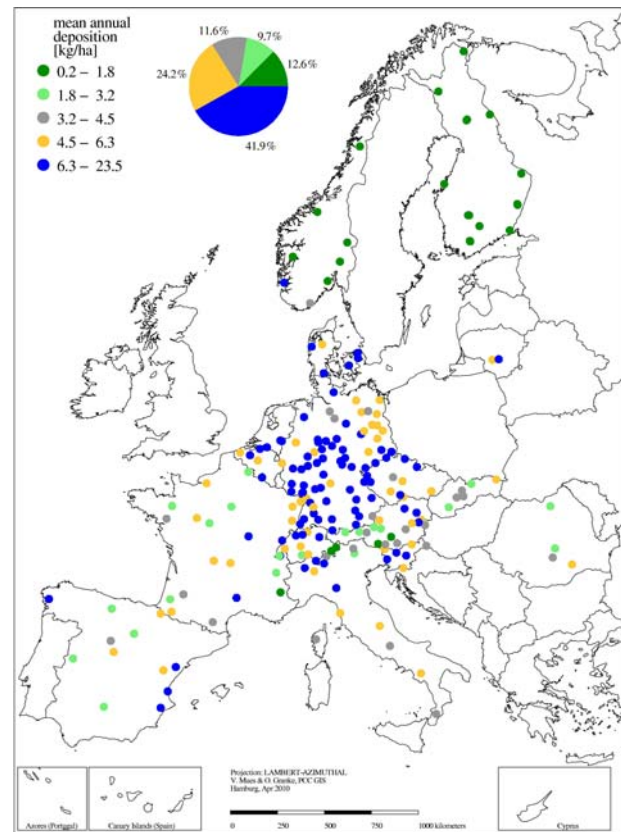 mean annual
deposition
[kg/ha]
0.2 – 1.8
1.8 – 3.2
3.2 – 4.5
4.5 – 6.3
6.3 – 23.5
11.6%
9.7%
12.6%
24.2%
41.9%
Projection: LAMBERT-AZIMUTHAL
V. Mues & O. Granke, PCC GIS
Hamburg, Apr 2010
0 250 500 1000 kilometers
Azores (Portugal)
Canary Islands (Spain)
Cyprus